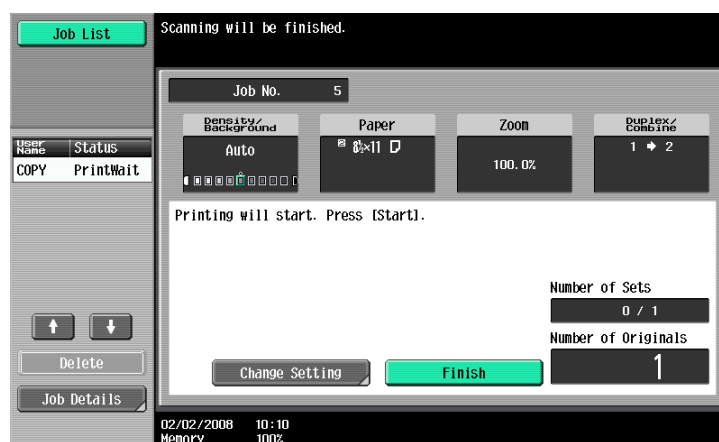 Job List
Scanning will be finished.
Job No. 5
Density/
Background
Paper
Zoom
Duplex/
Combine
Auto
8½×11
100.0%
1 → 2
User
Name
Status
COPY PrintWait
Printing will start. Press [Start].
Number of Sets
0 / 1
Number of Originals
1
Delete
Change Setting
Finish
Job Details
02/02/2008 10:10
Memory 100%